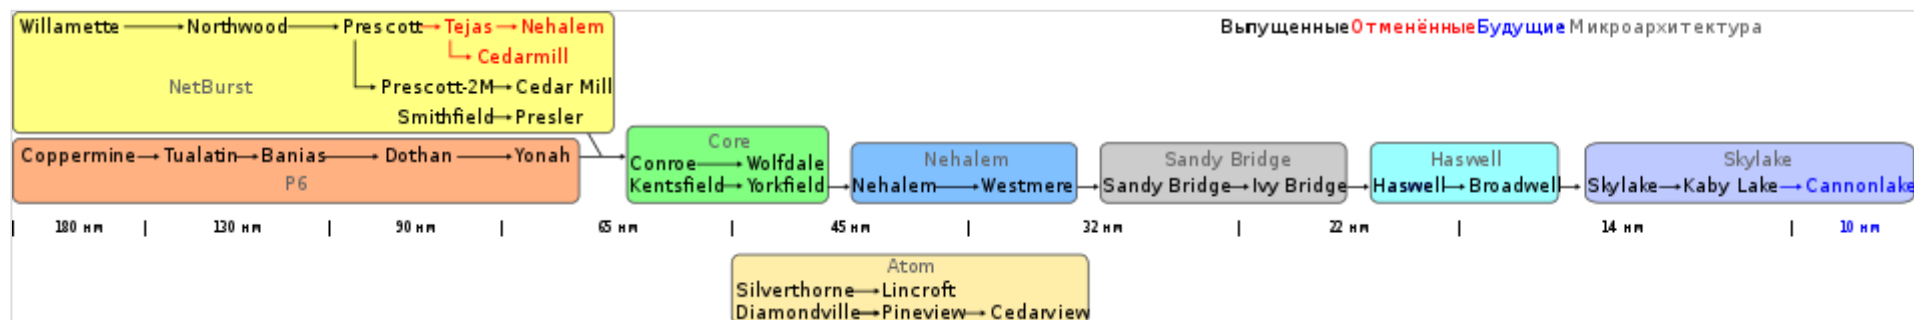 Willamette Northwood Prescott Tejas Nehalem
Выпущенные Отменённые Будущие Микроархитектура
Cedarmill
NetBurst Prescott-2M Cedar Mill
Smithfield Presler
Coppermine Tualatin Banias Dothan Yonah
P6
Core
Conroe Wolfdale
Kentsfield Yorkfield
Nehalem
Nehalem Westmere
Sandy Bridge
Sandy Bridge Ivy Bridge
Haswell
Haswell Broadwell
Skylake
Skylake Kaby Lake Cannonlake
| 180 нм | 130 нм | 90 нм | 65 нм | 45 нм | 32 нм | 22 нм | 14 нм | 10 нм
Atom
Silverthorne Lincroft
Diamondville Pineview Cedarview